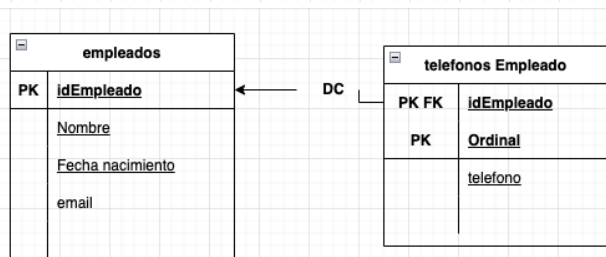 empleados
PK idEmpleado
Nombre
Fecha nacimiento
email
DC
telefonos Empleado
PK FK idEmpleado
PK Ordinal
telefono